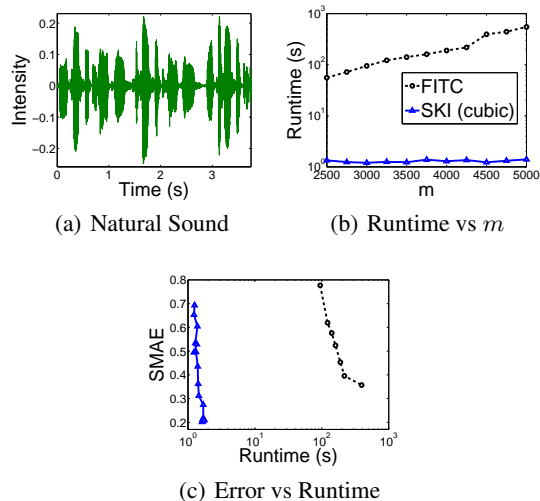 0.2
0.1
0
−0.1
−0.2
Intensity
0 1 2 3
Time (s)
(a) Natural Sound
10^3
10^2
10^1
10^0
Runtime (s)
FITC
SKI (cubic)
2500 3000 3500 4000 4500 5000
m
(b) Runtime vs m
0.8
0.7
0.6
0.5
0.4
0.3
0.2
SMAE
10^0 10^1 10^2 10^3
Runtime (s)
(c) Error vs Runtime